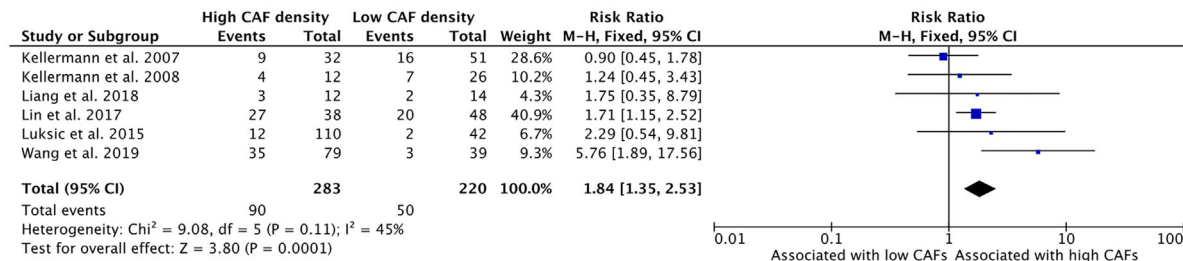 High CAF density Low CAF density Risk Ratio Risk Ratio
Study or Subgroup Events Total Events Total Weight M-H, Fixed, 95% CI M-H, Fixed, 95% CI
Kellermann et al. 2007 9 32 16 51 28.6% 0.90 [0.45, 1.78]
Kellermann et al. 2008 4 12 7 26 10.2% 1.24 [0.45, 3.43]
Liang et al. 2018 3 12 2 14 4.3% 1.75 [0.35, 8.79]
Lin et al. 2017 27 38 20 48 40.9% 1.71 [1.15, 2.52]
Luksic et al. 2015 12 110 2 42 6.7% 2.29 [0.54, 9.81]
Wang et al. 2019 35 79 3 39 9.3% 5.76 [1.89, 17.56]
Total (95% CI) 283 220 100.0% 1.84 [1.35, 2.53]
Total events 90 50
Heterogeneity: Chi² = 9.08, df = 5 (P = 0.11); I² = 45%
Test for overall effect: Z = 3.80 (P = 0.0001)
0.01 0.1 1 10 100
Associated with low CAFs Associated with high CAFs